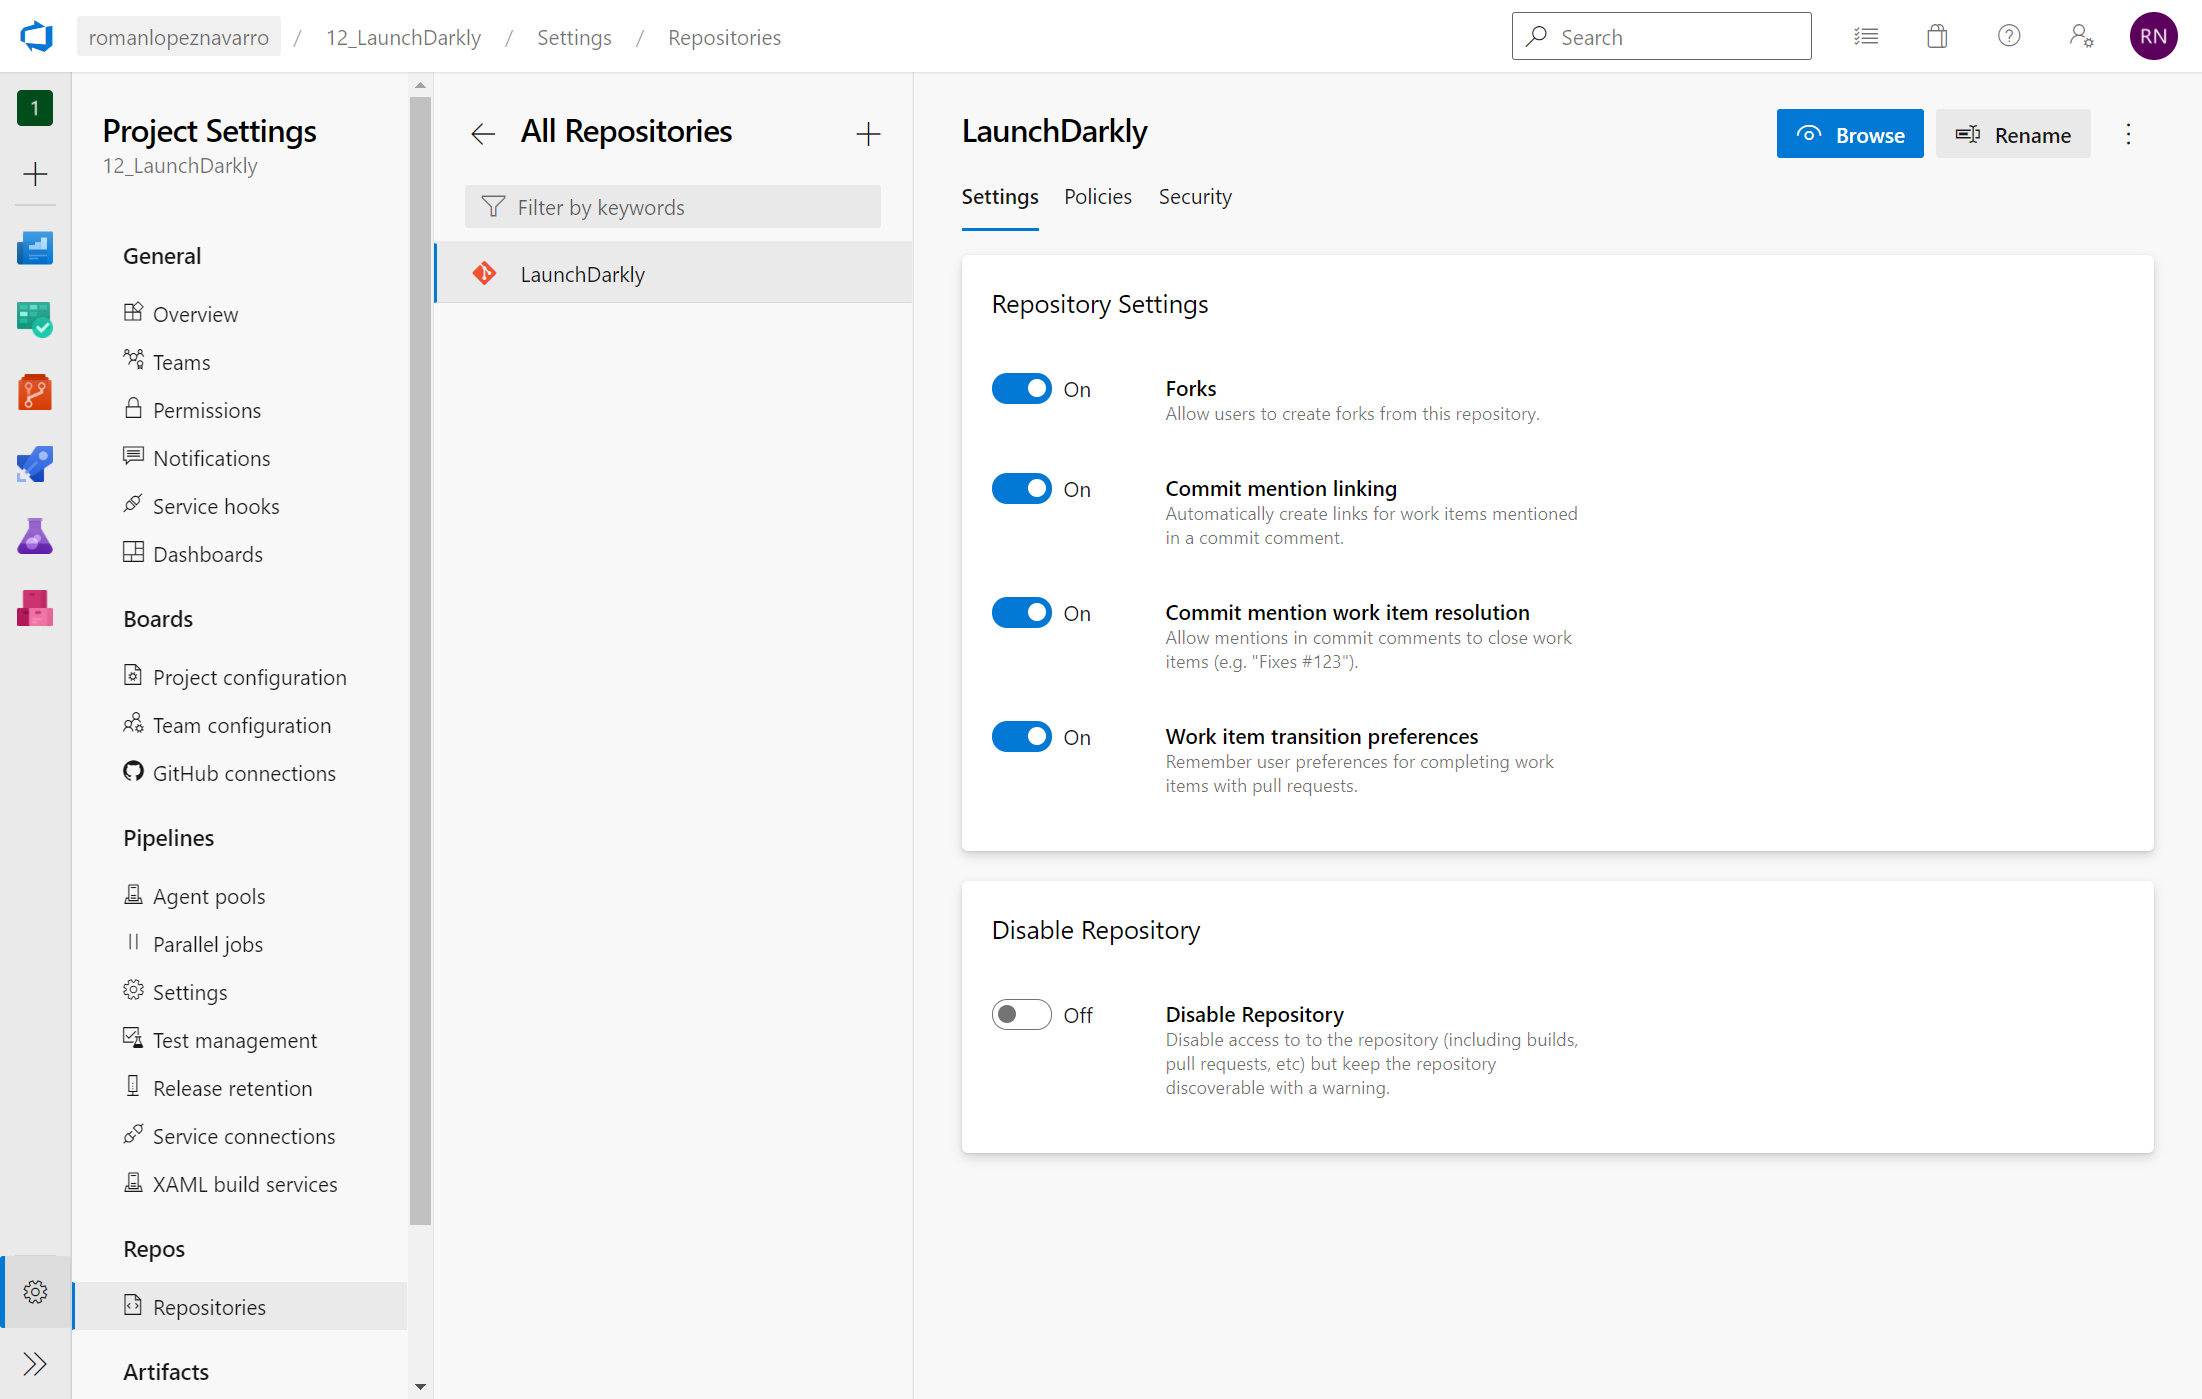 romanlopeznavarro / 12_LaunchDarkly / Settings / Repositories
Search
RN
1
Project Settings
12_LaunchDarkly
General
Overview
Teams
Permissions
Notifications
Service hooks
Dashboards
Boards
Project configuration
Team configuration
GitHub connections
Pipelines
Agent pools
Parallel jobs
Settings
Test management
Release retention
Service connections
XAML build services
Repos
Repositories
Artifacts
All Repositories
Filter by keywords
LaunchDarkly
LaunchDarkly
Browse
Rename
Settings Policies Security
Repository Settings
On
Forks
Allow users to create forks from this repository.
On
Commit mention linking
Automatically create links for work items mentioned
in a commit comment.
On
Commit mention work item resolution
Allow mentions in commit comments to close work
items (e.g. "Fixes #123").
On
Work item transition preferences
Remember user preferences for completing work
items with pull requests.
Disable Repository
Off
Disable Repository
Disable access to to the repository (including builds,
pull requests, etc) but keep the repository
discoverable with a warning.